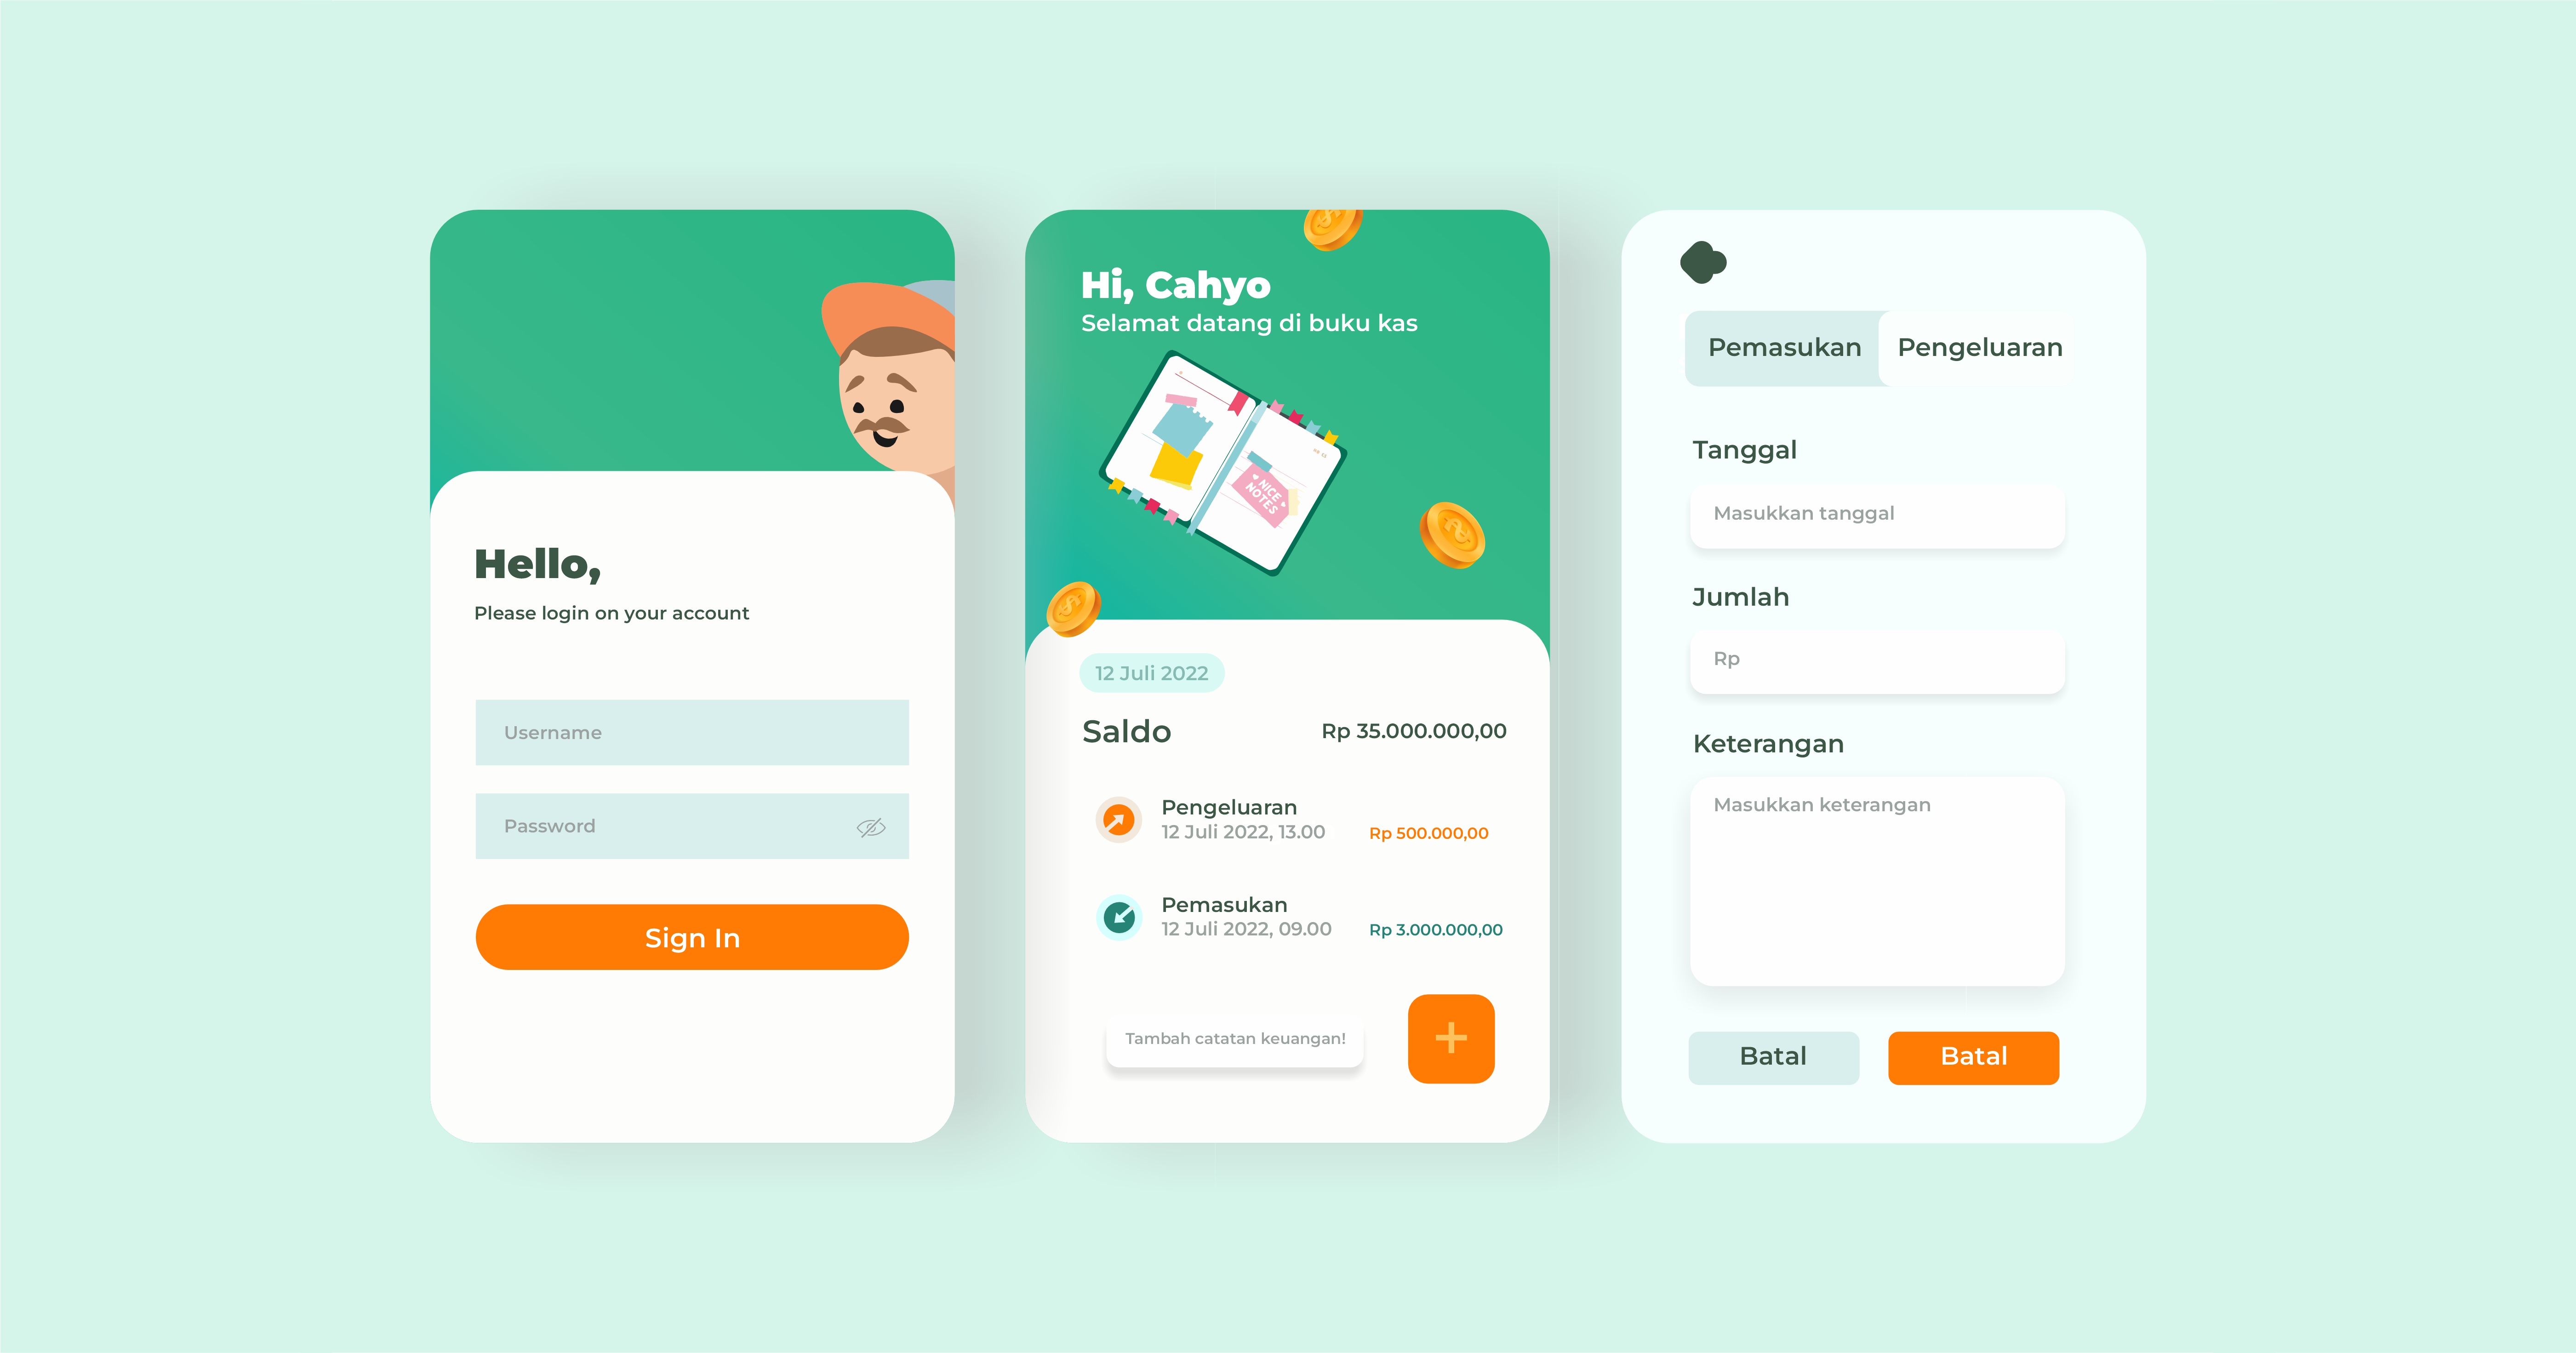 Hello,
Please login on your account
Username
Password
Sign In
Hi, Cahyo
Selamat datang di buku kas
NICE
NOTES
12 Juli 2022
Saldo
Rp 35.000.000,00
Pengeluaran
12 Juli 2022, 13.00
Rp 500.000,00
Pemasukan
12 Juli 2022, 09.00
Rp 3.000.000,00
Tambah catatan keuangan!
Pemasukan
Pengeluaran
Tanggal
Masukkan tanggal
Jumlah
Rp
Keterangan
Masukkan keterangan
Batal
Batal